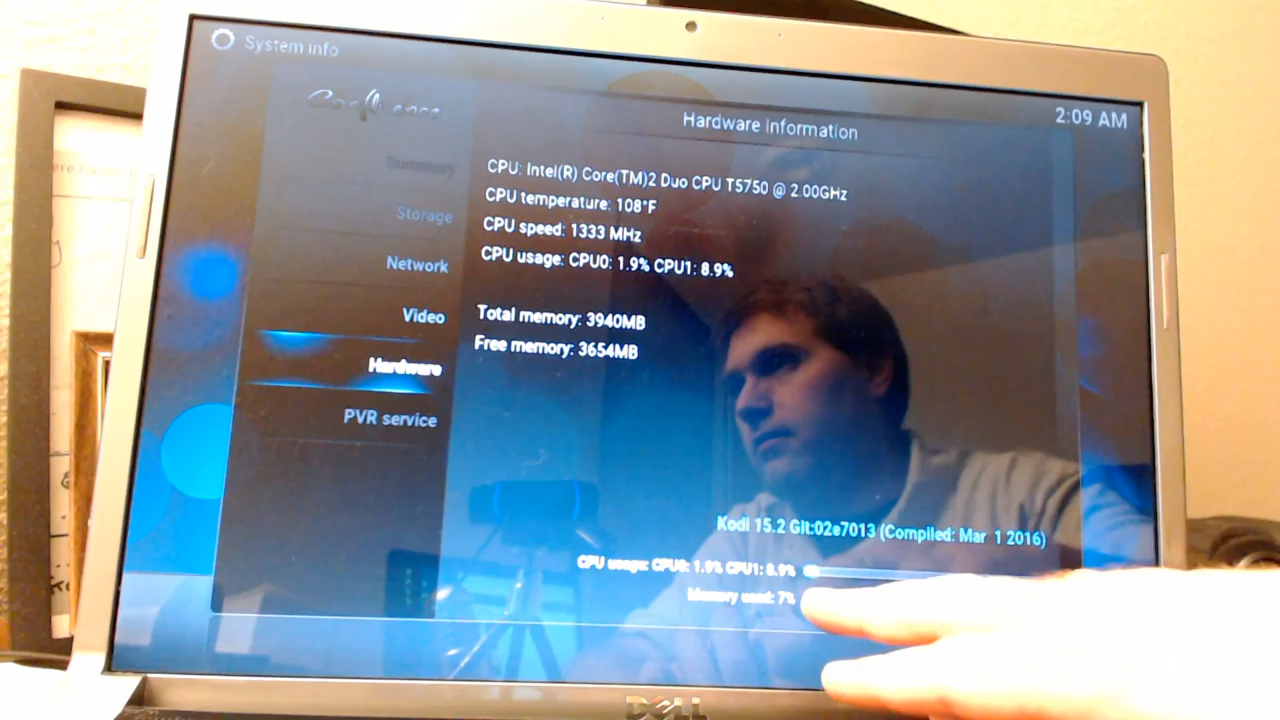 System info
Confluence
2:09 AM
Hardware Information
Summary
Storage
Network
Video
Hardware
PVR service
CPU: Intel(R) Core(TM)2 Duo CPU T5750 @ 2.00GHz
CPU temperature: 108°F
CPU speed: 1333 MHz
CPU usage: CPU0: 1.9% CPU1: 8.9%
Total memory: 3940MB
Free memory: 3654MB
Kodi 15.2 Git:02e7013 (Compiled: Mar 1 2016)
CPU usage: CPU0: 1.9% CPU1: 8.9%
Memory used: 7%
DELL